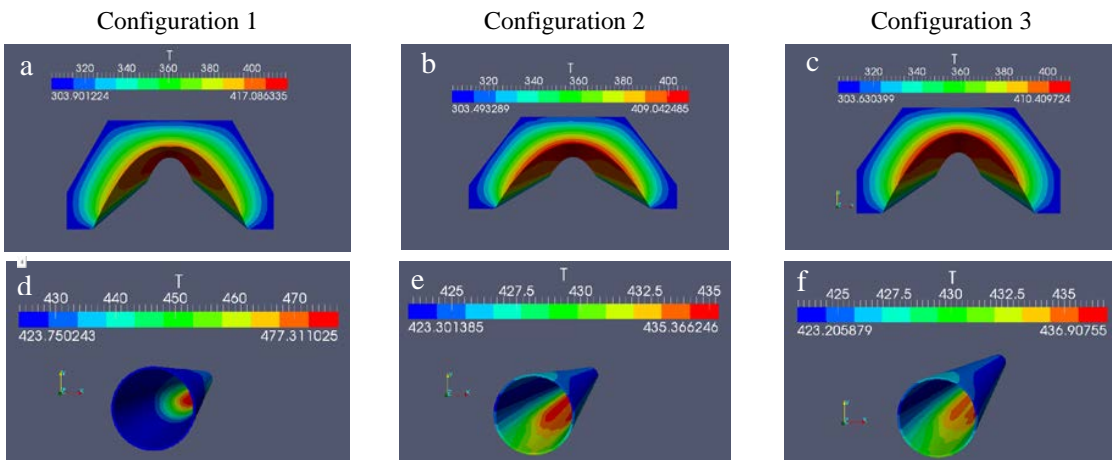 Configuration 1
Configuration 2
Configuration 3
a
T
320 340 360 380 400
303.901224 417.086335
b
T
320 340 360 380 400
303.493289 409.042485
c
T
320 340 360 380 400
303.630399 410.409724
d
T
430 440 450 460 470
423.750243 477.311025
e
T
425 427.5 430 432.5 435
423.301385 435.366246
f
T
425 427.5 430 432.5 435
423.205879 436.90755